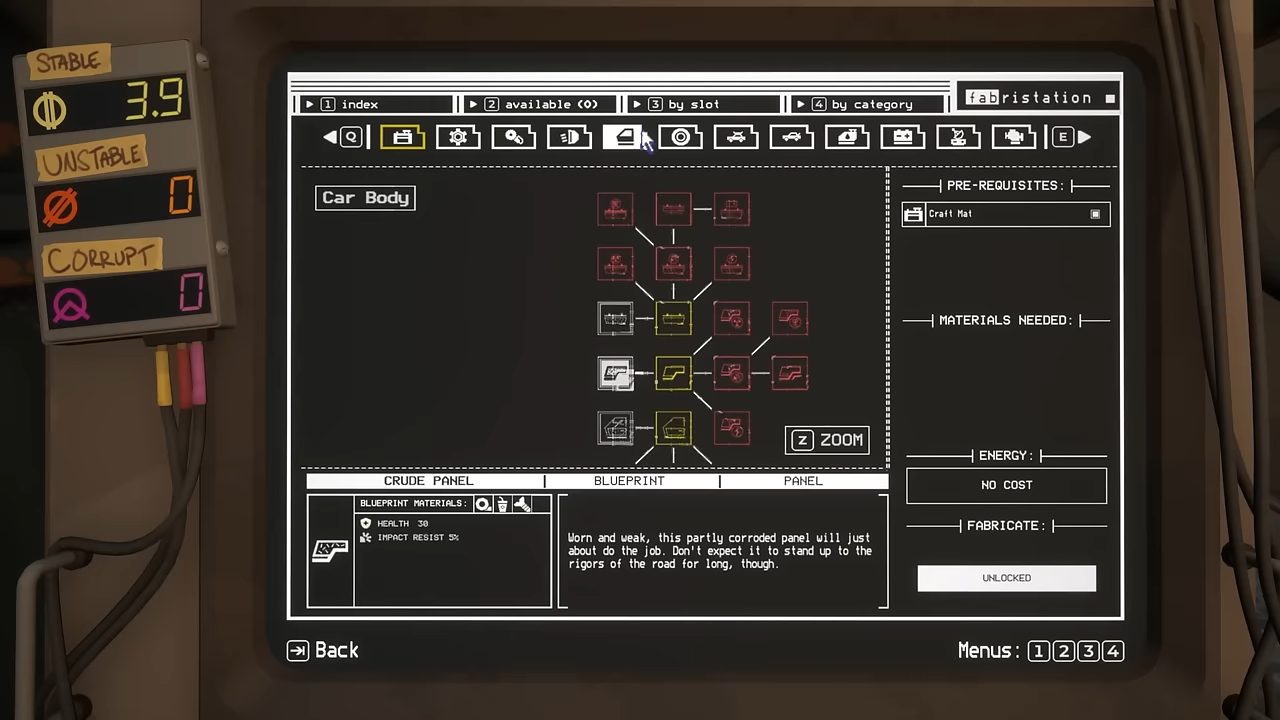 STABLE
3.9
UNSTABLE
0
CORRUPT
0
1 index
2 available (0)
3 by slot
4 by category
fabristation
Q
E
Car Body
Z ZOOM
PRE-REQUISITES:
Craft Mat
MATERIALS NEEDED:
ENERGY:
NO COST
FABRICATE:
UNLOCKED
CRUDE PANEL
BLUEPRINT
PANEL
BLUEPRINT MATERIALS:
HEALTH 30
IMPACT RESIST 5%
Worn and weak, this partly corroded panel will just
about do the job. Don't expect it to stand up to the
rigors of the road for long, though.
Back
Menus: 1 2 3 4